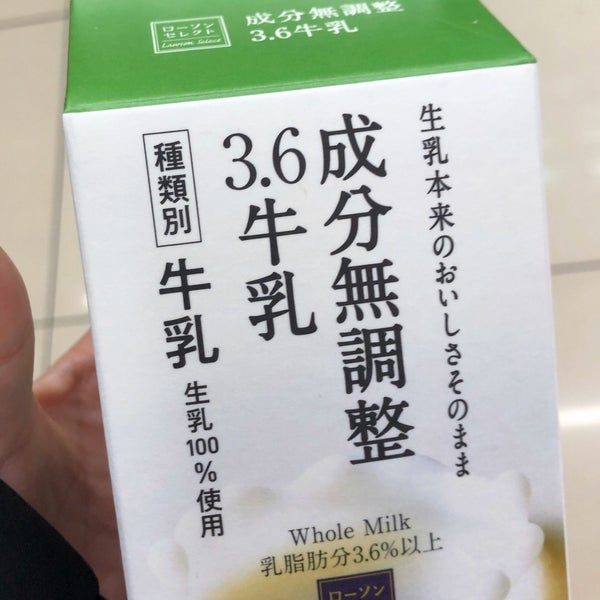 ローソン
セレクト
Lawson Select
成分無調整
3.6牛乳
生乳本来のおいしさそのまま
成分無調整
3.6牛乳
種類別
牛乳
生乳100%使用
Whole Milk
乳脂肪分3.6%以上
ローソン